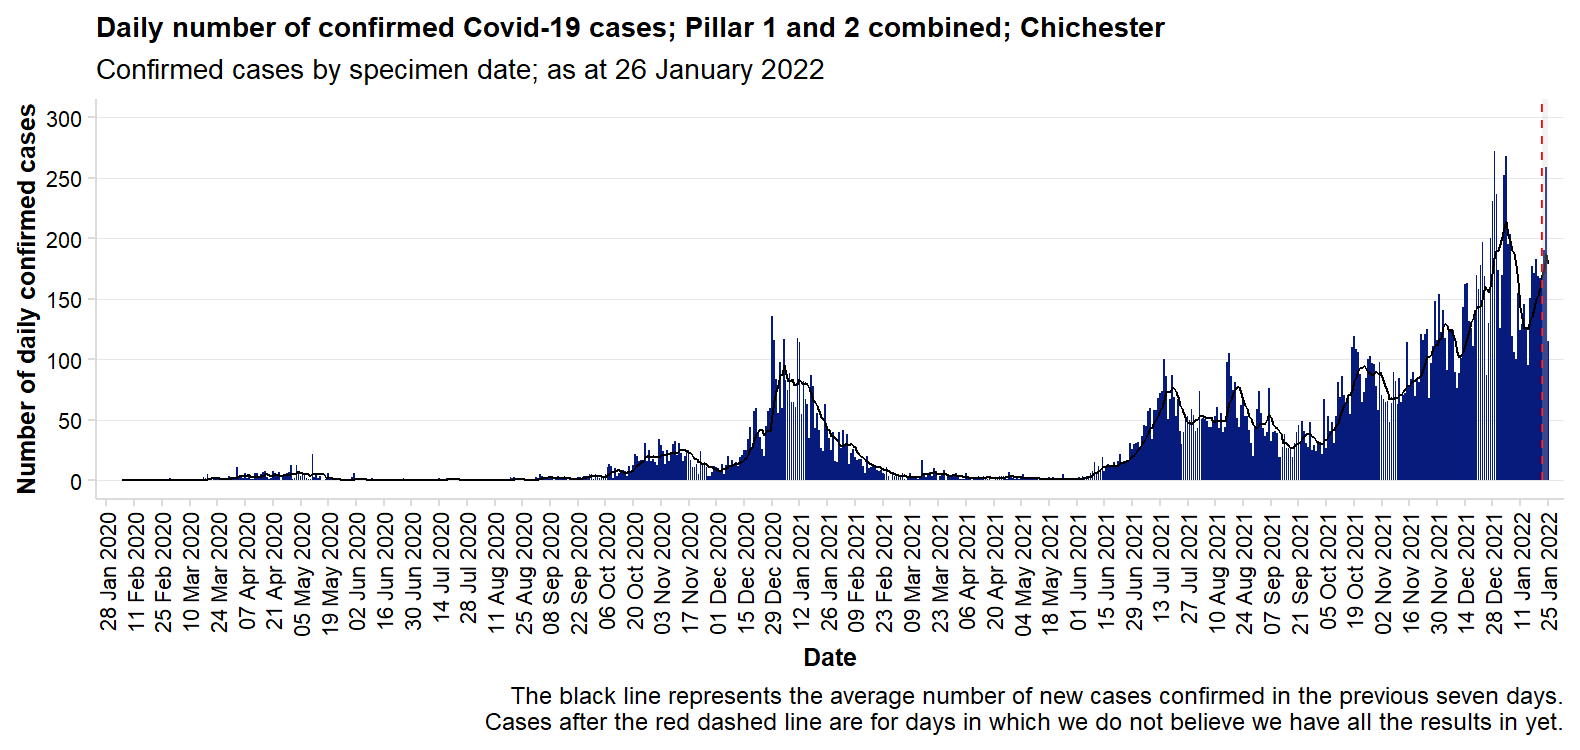 Daily number of confirmed Covid-19 cases; Pillar 1 and 2 combined; Chichester
Confirmed cases by specimen date; as at 26 January 2022
Number of daily confirmed cases
300
250
200
150
100
50
0
28 Jan 2020
11 Feb 2020
25 Feb 2020
10 Mar 2020
24 Mar 2020
07 Apr 2020
21 Apr 2020
05 May 2020
19 May 2020
02 Jun 2020
16 Jun 2020
30 Jun 2020
14 Jul 2020
28 Jul 2020
11 Aug 2020
25 Aug 2020
08 Sep 2020
22 Sep 2020
06 Oct 2020
20 Oct 2020
03 Nov 2020
17 Nov 2020
01 Dec 2020
15 Dec 2020
29 Dec 2020
12 Jan 2021
26 Jan 2021
09 Feb 2021
23 Feb 2021
09 Mar 2021
23 Mar 2021
06 Apr 2021
20 Apr 2021
04 May 2021
18 May 2021
01 Jun 2021
15 Jun 2021
29 Jun 2021
13 Jul 2021
27 Jul 2021
10 Aug 2021
24 Aug 2021
07 Sep 2021
21 Sep 2021
05 Oct 2021
19 Oct 2021
02 Nov 2021
16 Nov 2021
30 Nov 2021
14 Dec 2021
28 Dec 2021
11 Jan 2022
25 Jan 2022
Date
The black line represents the average number of new cases confirmed in the previous seven days.
Cases after the red dashed line are for days in which we do not believe we have all the results in yet.